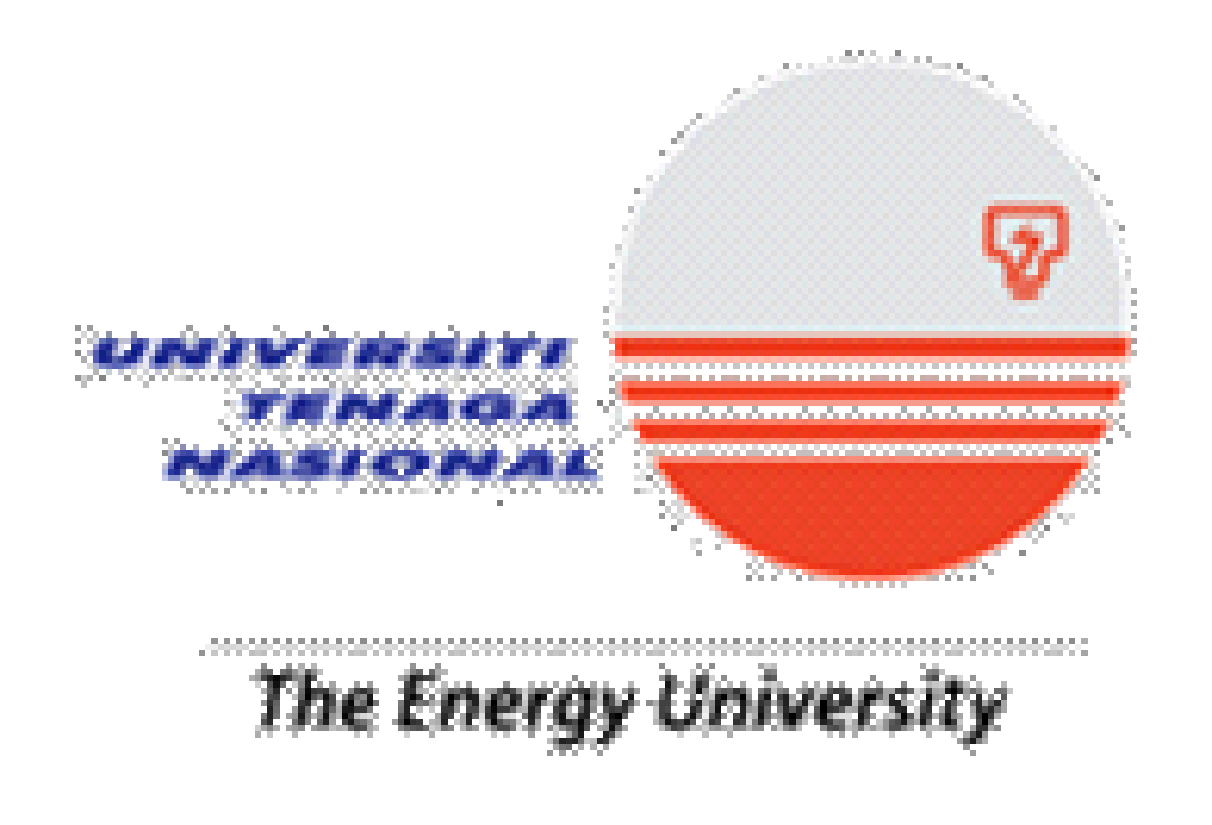 UNIVERSITI
TENAGA
NASIONAL
The Energy University